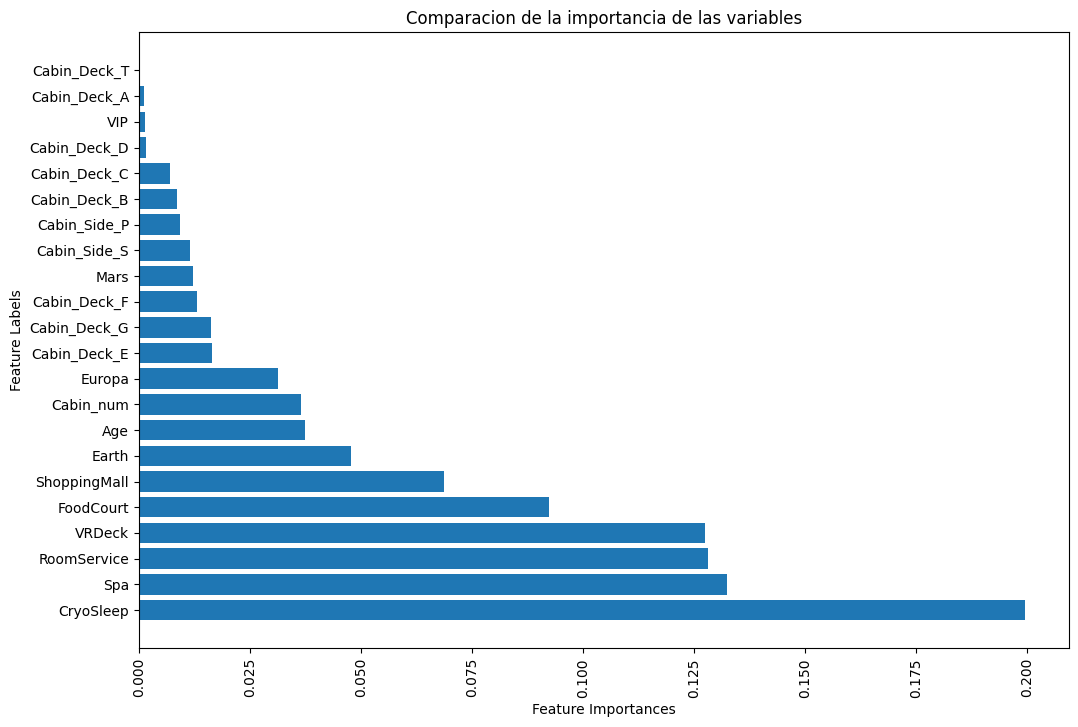 Comparacion de la importancia de las variables
Feature Labels
Cabin_Deck_T
Cabin_Deck_A
VIP
Cabin_Deck_D
Cabin_Deck_C
Cabin_Deck_B
Cabin_Side_P
Cabin_Side_S
Mars
Cabin_Deck_F
Cabin_Deck_G
Cabin_Deck_E
Europa
Cabin_num
Age
Earth
ShoppingMall
FoodCourt
VRDeck
RoomService
Spa
CryoSleep
0.000
0.025
0.050
0.075
0.100
0.125
0.150
0.175
0.200
Feature Importances